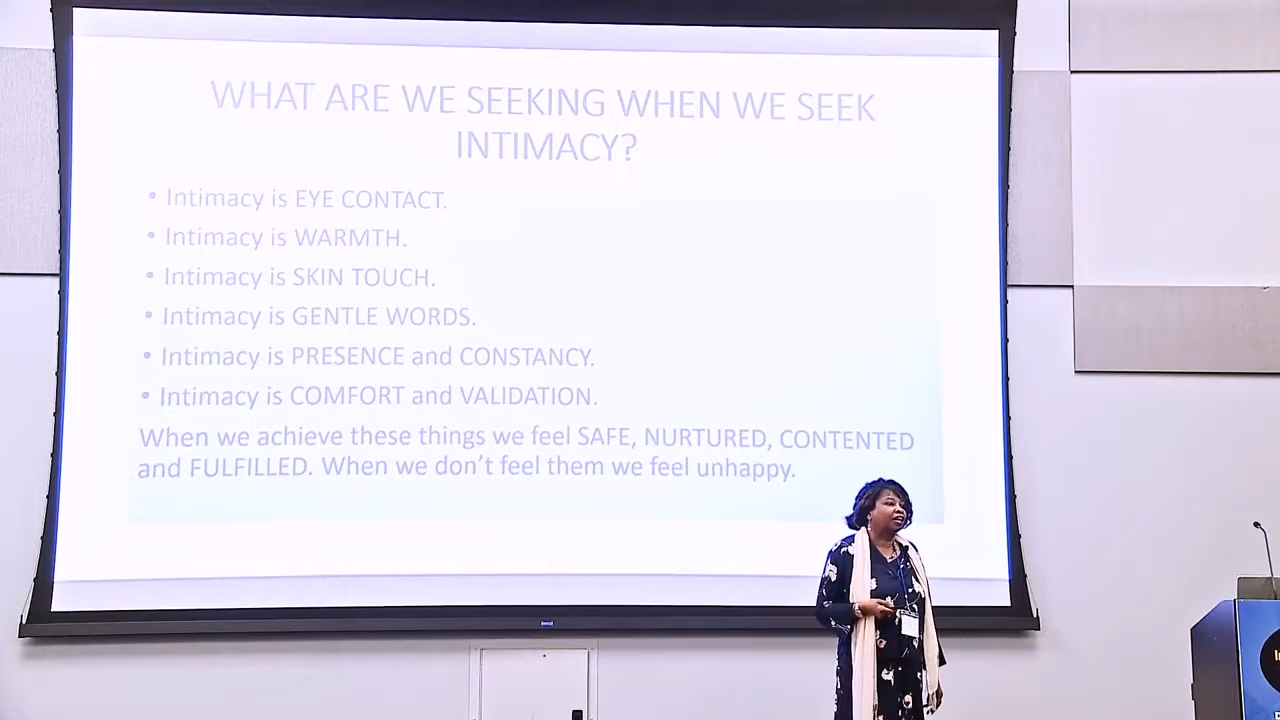 WHAT ARE WE SEEKING WHEN WE SEEK
INTIMACY?
• Intimacy is EYE CONTACT.
• Intimacy is WARMTH.
• Intimacy is SKIN TOUCH.
• Intimacy is GENTLE WORDS.
• Intimacy is PRESENCE and CONSTANCY.
• Intimacy is COMFORT and VALIDATION.
When we achieve these things we feel SAFE, NURTURED, CONTENTED
and FULFILLED. When we don't feel them we feel unhappy.